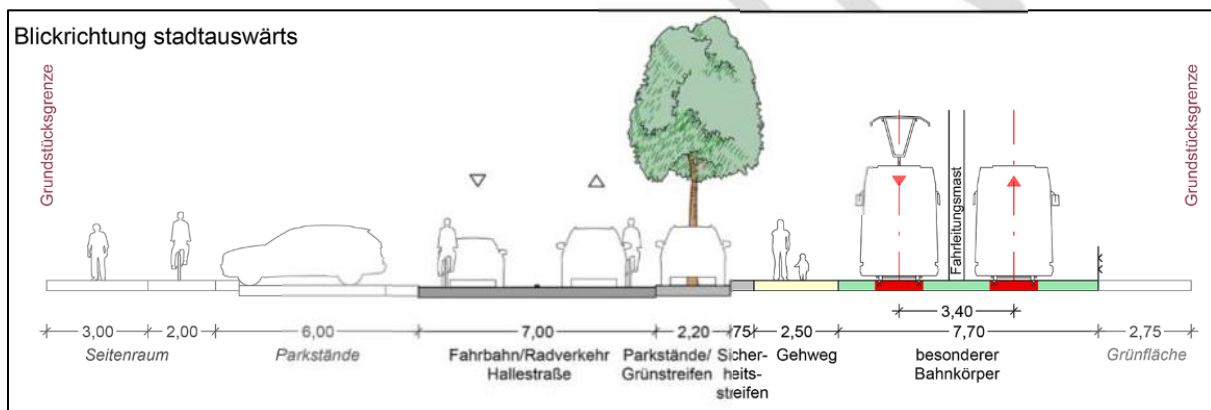 Blickrichtung stadtauswärts
Grundstücksgrenze
Grundstücksgrenze
Fahrleitungsmast
3,40
3,00
2,00
6,00
7,00
2,20
75
2,50
7,70
2,75
Seitenraum
Parkstände
Fahrbahn/Radverkehr
Hallestraße
Parkstände/
Grünstreifen
Sicher-
heits-
streifen
Gehweg
besonderer
Bahnkörper
Grünfläche